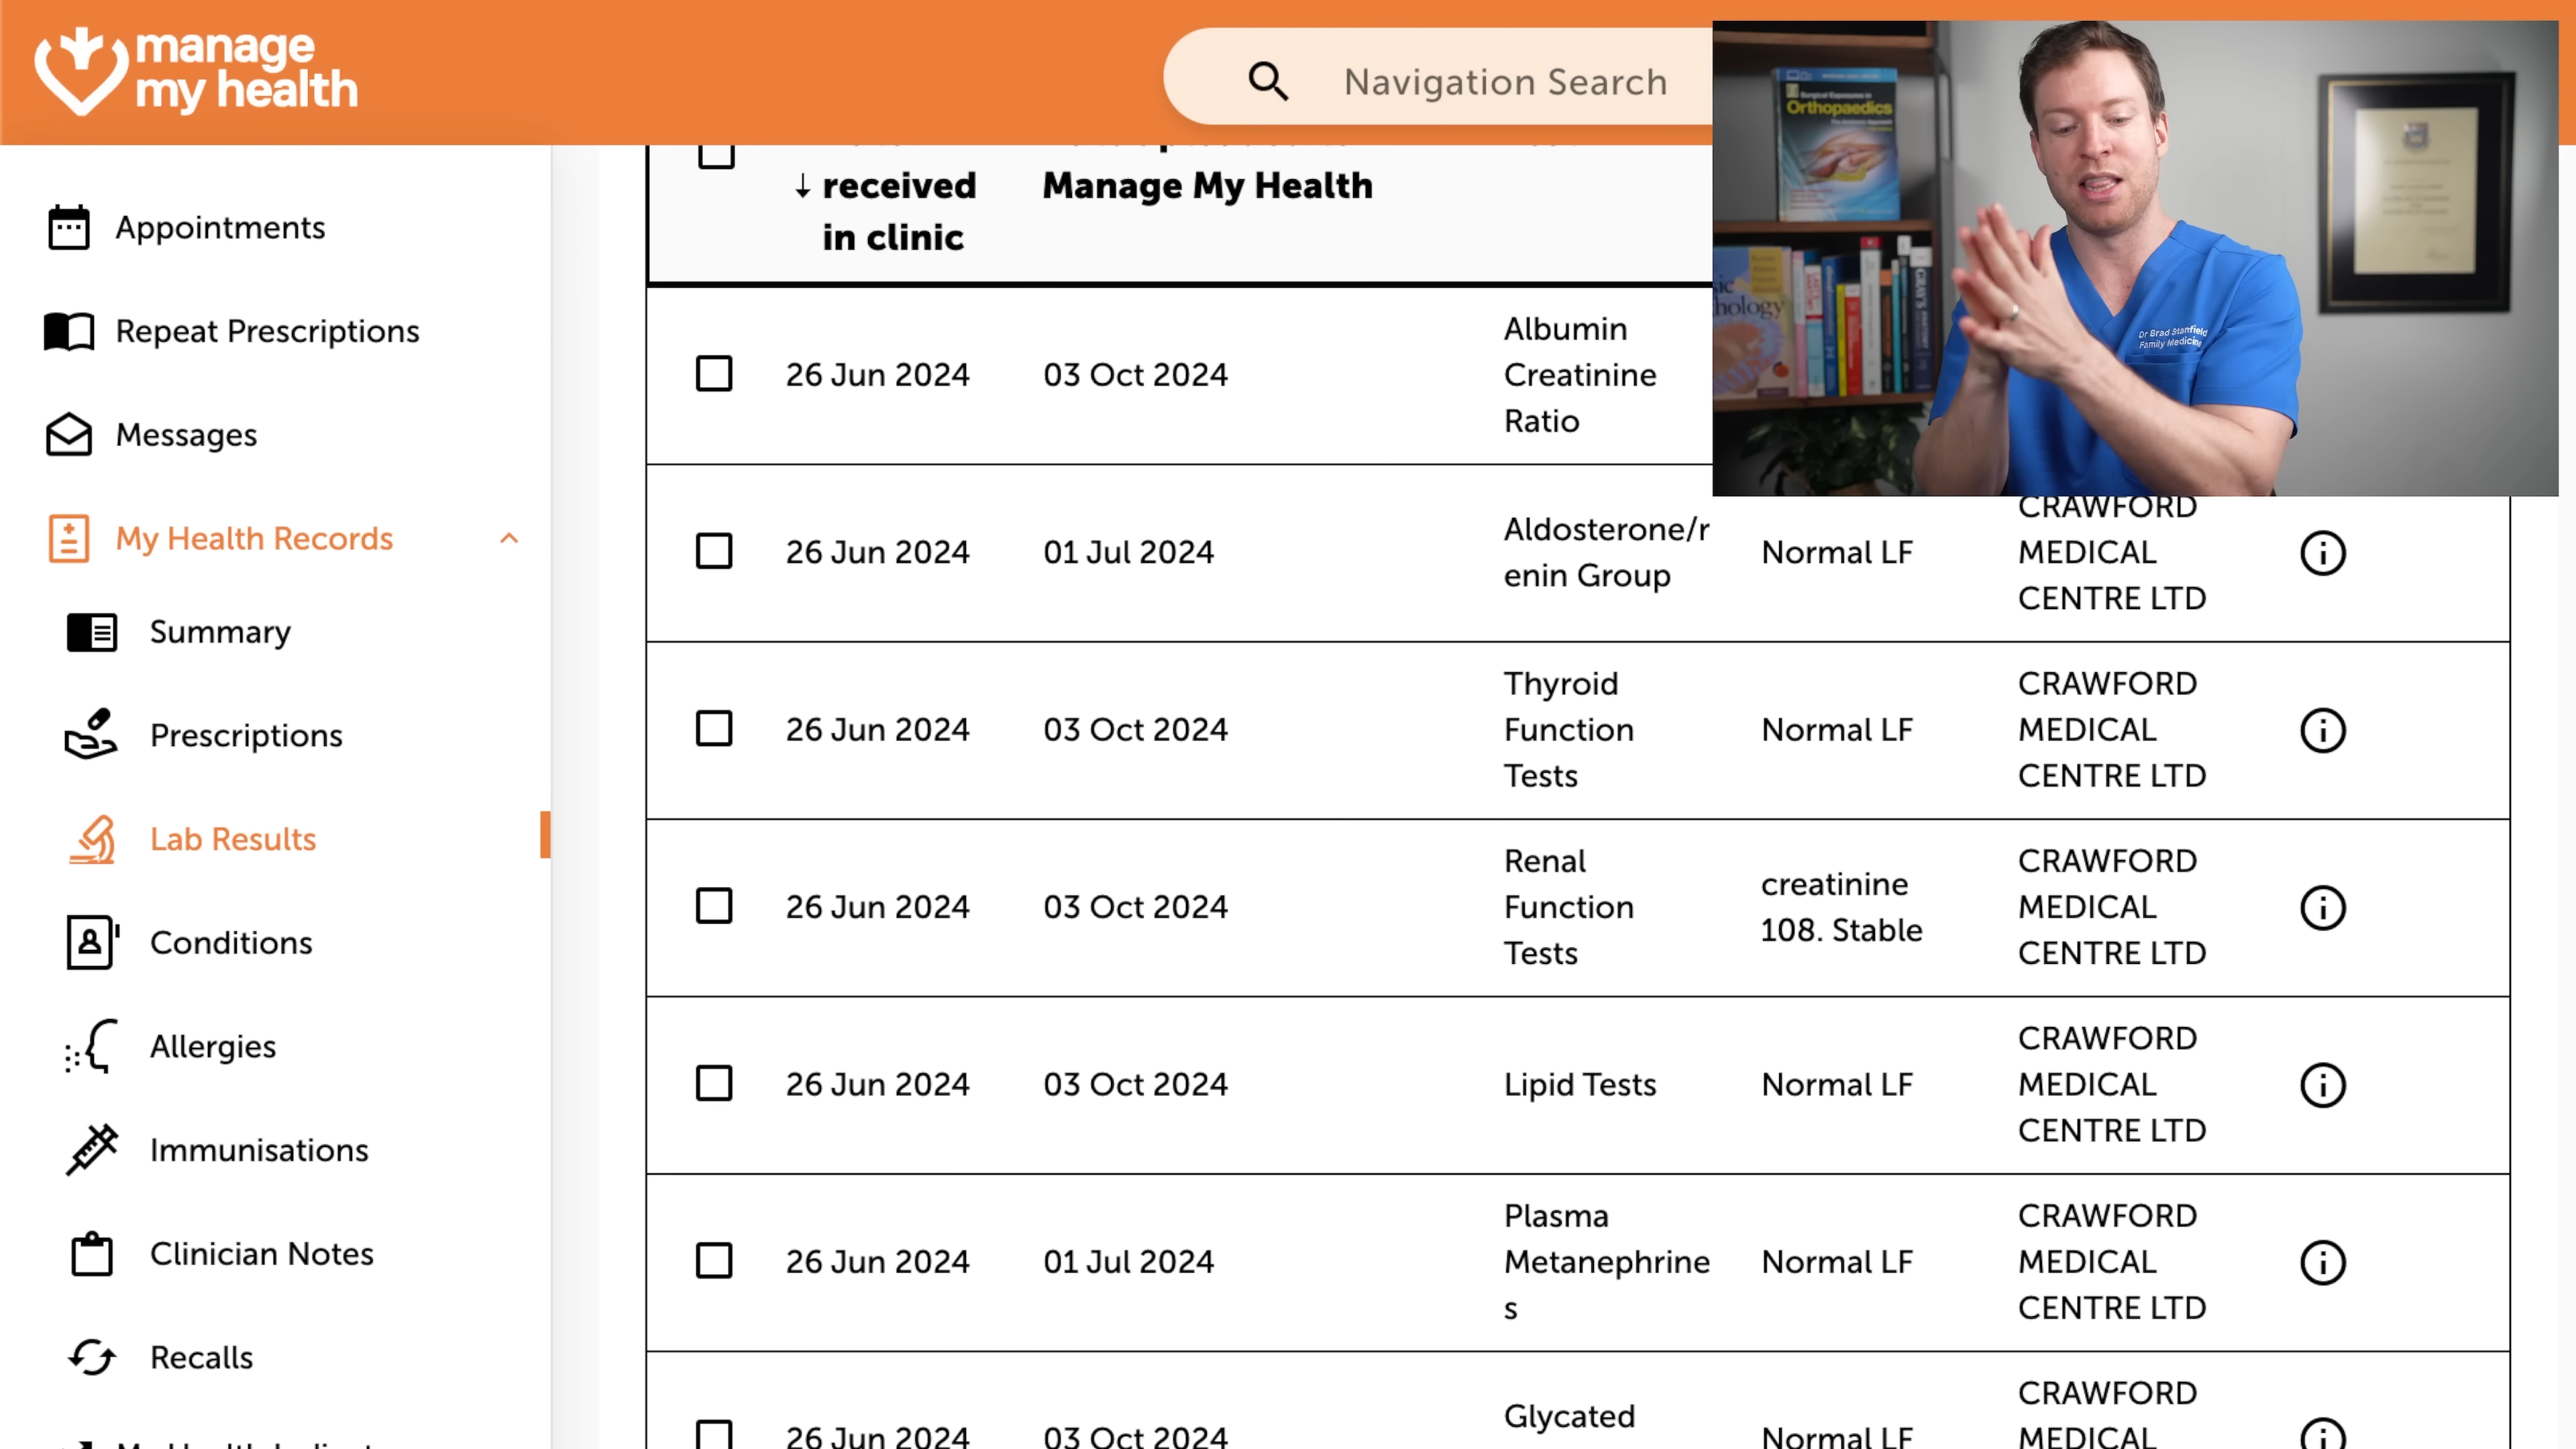 manage
my health
Navigation Search
Appointments
Repeat Prescriptions
Messages
My Health Records
Summary
Prescriptions
Lab Results
Conditions
Allergies
Immunisations
Clinician Notes
Recalls
↓ received
in clinic
Manage My Health
26 Jun 2024
03 Oct 2024
Albumin
Creatinine
Ratio
26 Jun 2024
01 Jul 2024
Aldosterone/r
enin Group
Normal LF
CRAWFORD
MEDICAL
CENTRE LTD
26 Jun 2024
03 Oct 2024
Thyroid
Function
Tests
Normal LF
CRAWFORD
MEDICAL
CENTRE LTD
26 Jun 2024
03 Oct 2024
Renal
Function
Tests
creatinine
108. Stable
CRAWFORD
MEDICAL
CENTRE LTD
26 Jun 2024
03 Oct 2024
Lipid Tests
Normal LF
CRAWFORD
MEDICAL
CENTRE LTD
26 Jun 2024
01 Jul 2024
Plasma
Metanephrine
s
Normal LF
CRAWFORD
MEDICAL
CENTRE LTD
26 Jun 2024
03 Oct 2024
Glycated
Normal LF
CRAWFORD
MEDICAL
Orthopaedics
Dr Brad Stanfield
Family Medicine